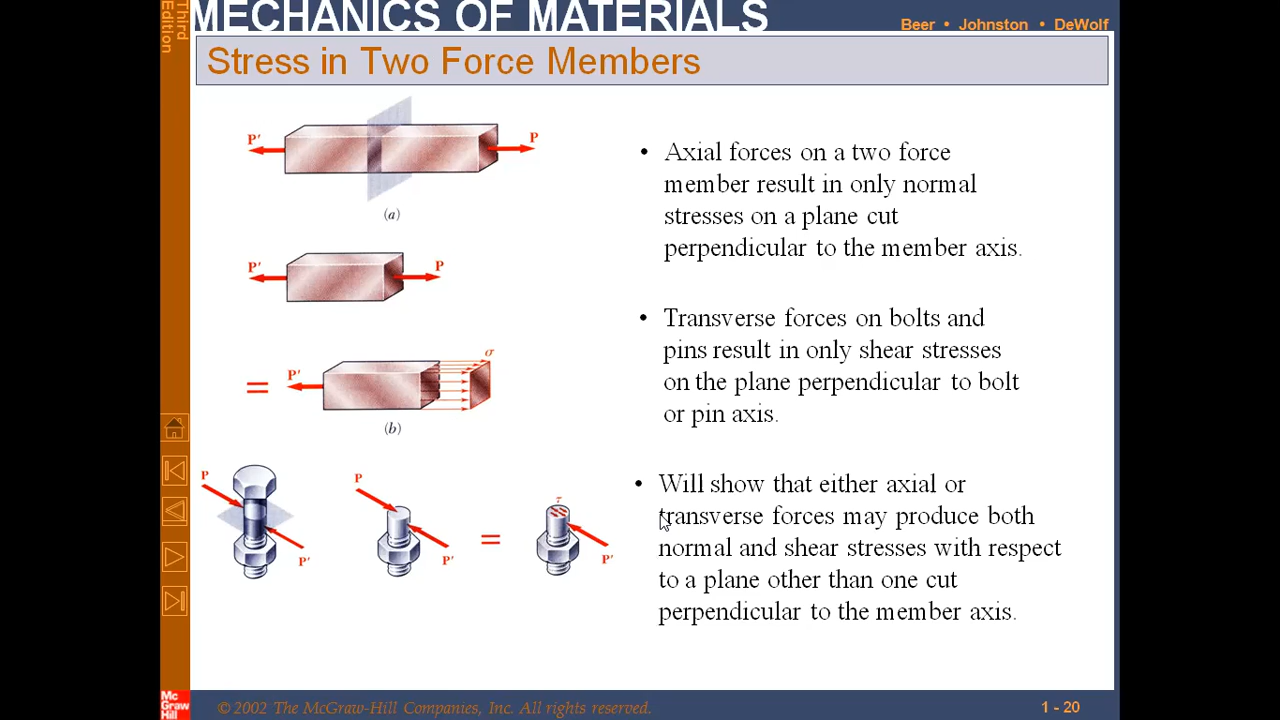 Third
Edition
MECHANICS OF MATERIALS
Beer • Johnston • DeWolf
Stress in Two Force Members
P' P
(a)
P' P
= P' σ
(b)
P P'
P P'
=
τ P'
• Axial forces on a two force
member result in only normal
stresses on a plane cut
perpendicular to the member axis.
• Transverse forces on bolts and
pins result in only shear stresses
on the plane perpendicular to bolt
or pin axis.
• Will show that either axial or
transverse forces may produce both
normal and shear stresses with respect
to a plane other than one cut
perpendicular to the member axis.
Mc
Graw
Hill
© 2002 The McGraw-Hill Companies, Inc. All rights reserved.
1 - 20